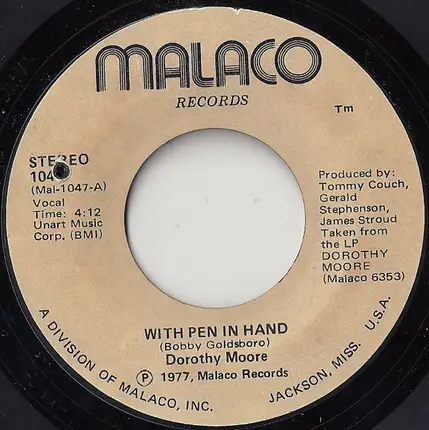 MALACO
RECORDS
Tm
STEREO
104
(Mal-1047-A)
Vocal
Time: 4:12
Unart Music
Corp. (BMI)
Produced by:
Tommy Couch,
Gerald
Stephenson,
James Stroud
Taken from
the LP
DOROTHY
MOORE
(Malaco 6353)
WITH PEN IN HAND
(Bobby Goldsboro)
Dorothy Moore
Ⓟ 1977, Malaco Records
A DIVISION OF MALACO, INC.
JACKSON, MISS. U.S.A.